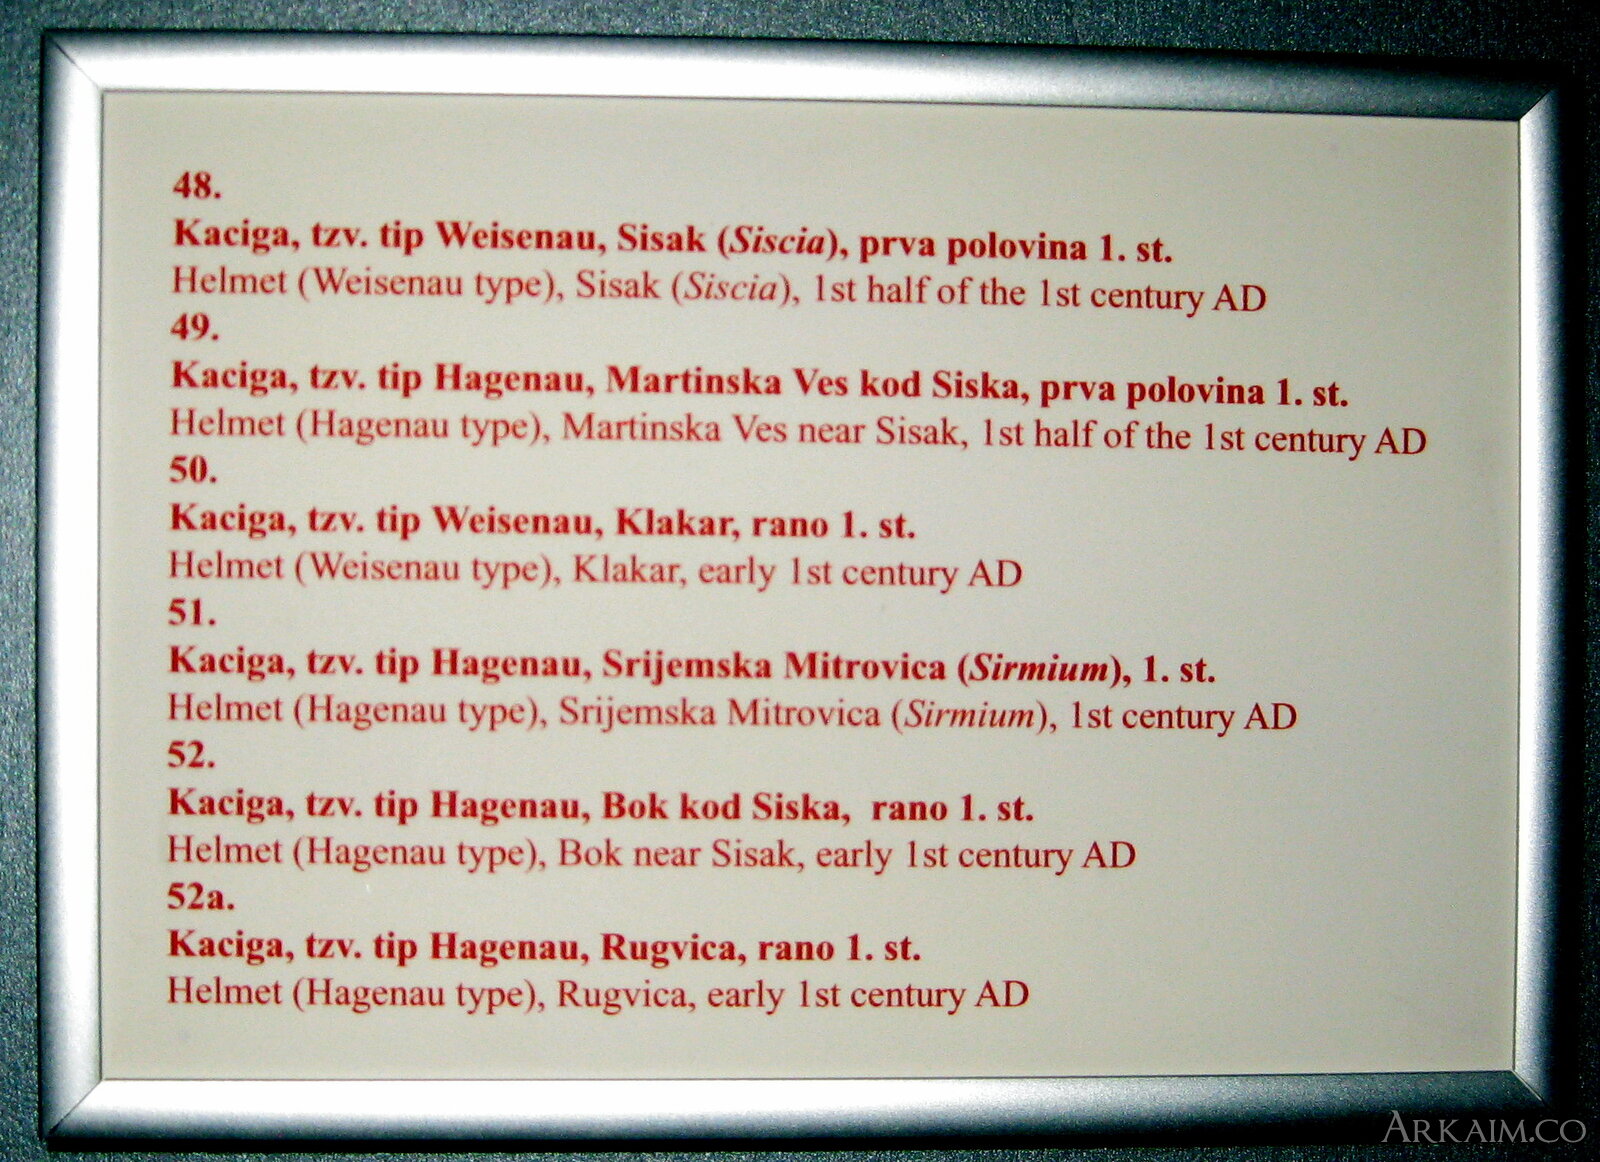 48.
Kaciga, tzv. tip Weisenau, Sisak (Siscia), prva polovina 1. st.
Helmet (Weisenau type), Sisak (Siscia), 1st half of the 1st century AD
49.
Kaciga, tzv. tip Hagenau, Martinska Ves kod Siska, prva polovina 1. st.
Helmet (Hagenau type), Martinska Ves near Sisak, 1st half of the 1st century AD
50.
Kaciga, tzv. tip Weisenau, Klakar, rano 1. st.
Helmet (Weisenau type), Klakar, early 1st century AD
51.
Kaciga, tzv. tip Hagenau, Srijemska Mitrovica (Sirmium), 1. st.
Helmet (Hagenau type), Srijemska Mitrovica (Sirmium), 1st century AD
52.
Kaciga, tzv. tip Hagenau, Bok kod Siska, rano 1. st.
Helmet (Hagenau type), Bok near Sisak, early 1st century AD
52a.
Kaciga, tzv. tip Hagenau, Rugvica, rano 1. st.
Helmet (Hagenau type), Rugvica, early 1st century AD
ARKAIM.CO